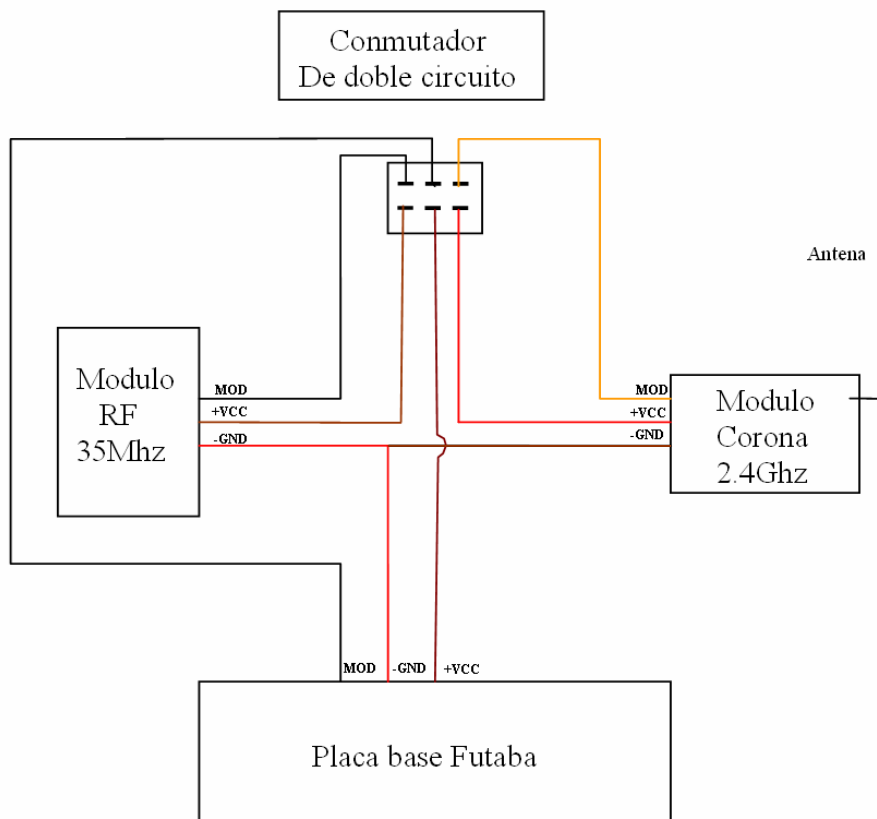 Conmutador
De doble circuito
Antena
Modulo
RF
35Mhz
MOD
+VCC
-GND
MOD
+VCC
-GND
Modulo
Corona
2.4Ghz
MOD
-GND
+VCC
Placa base Futaba